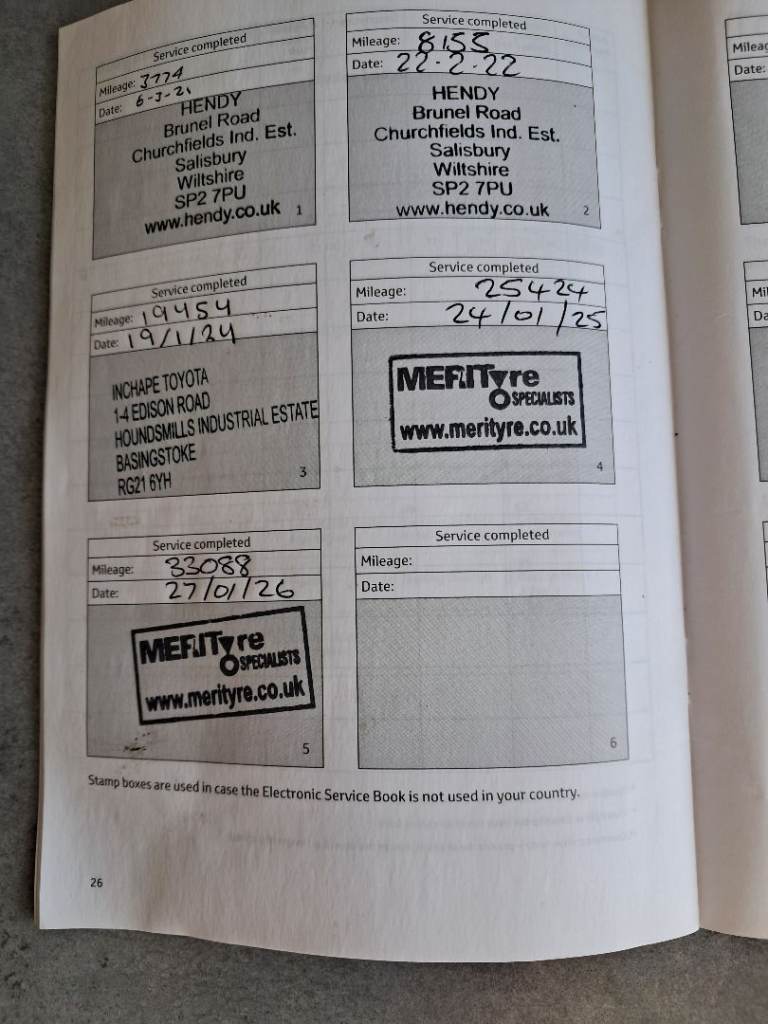 Service completed
Mileage: 3774
Date: 6-3-21
HENDY
Brunel Road
Churchfields Ind. Est.
Salisbury
Wiltshire
SP2 7PU
www.hendy.co.uk
1
Service completed
Mileage: 8155
Date: 22-2-22
HENDY
Brunel Road
Churchfields Ind. Est.
Salisbury
Wiltshire
SP2 7PU
www.hendy.co.uk
2
Service completed
Mileage: 19454
Date: 19/1/24
INCHAPE TOYOTA
1-4 EDISON ROAD
HOUNDSMILLS INDUSTRIAL ESTATE
BASINGSTOKE
RG21 6YH
3
Service completed
Mileage: 25424
Date: 24/01/25
MERITyre
SPECIALISTS
www.merityre.co.uk
4
Service completed
Mileage: 33088
Date: 27/01/26
MERITyre
SPECIALISTS
www.merityre.co.uk
5
Service completed
Mileage:
Date:
6
Stamp boxes are used in case the Electronic Service Book is not used in your country.
26
Mileag
Date:
Mil
Da